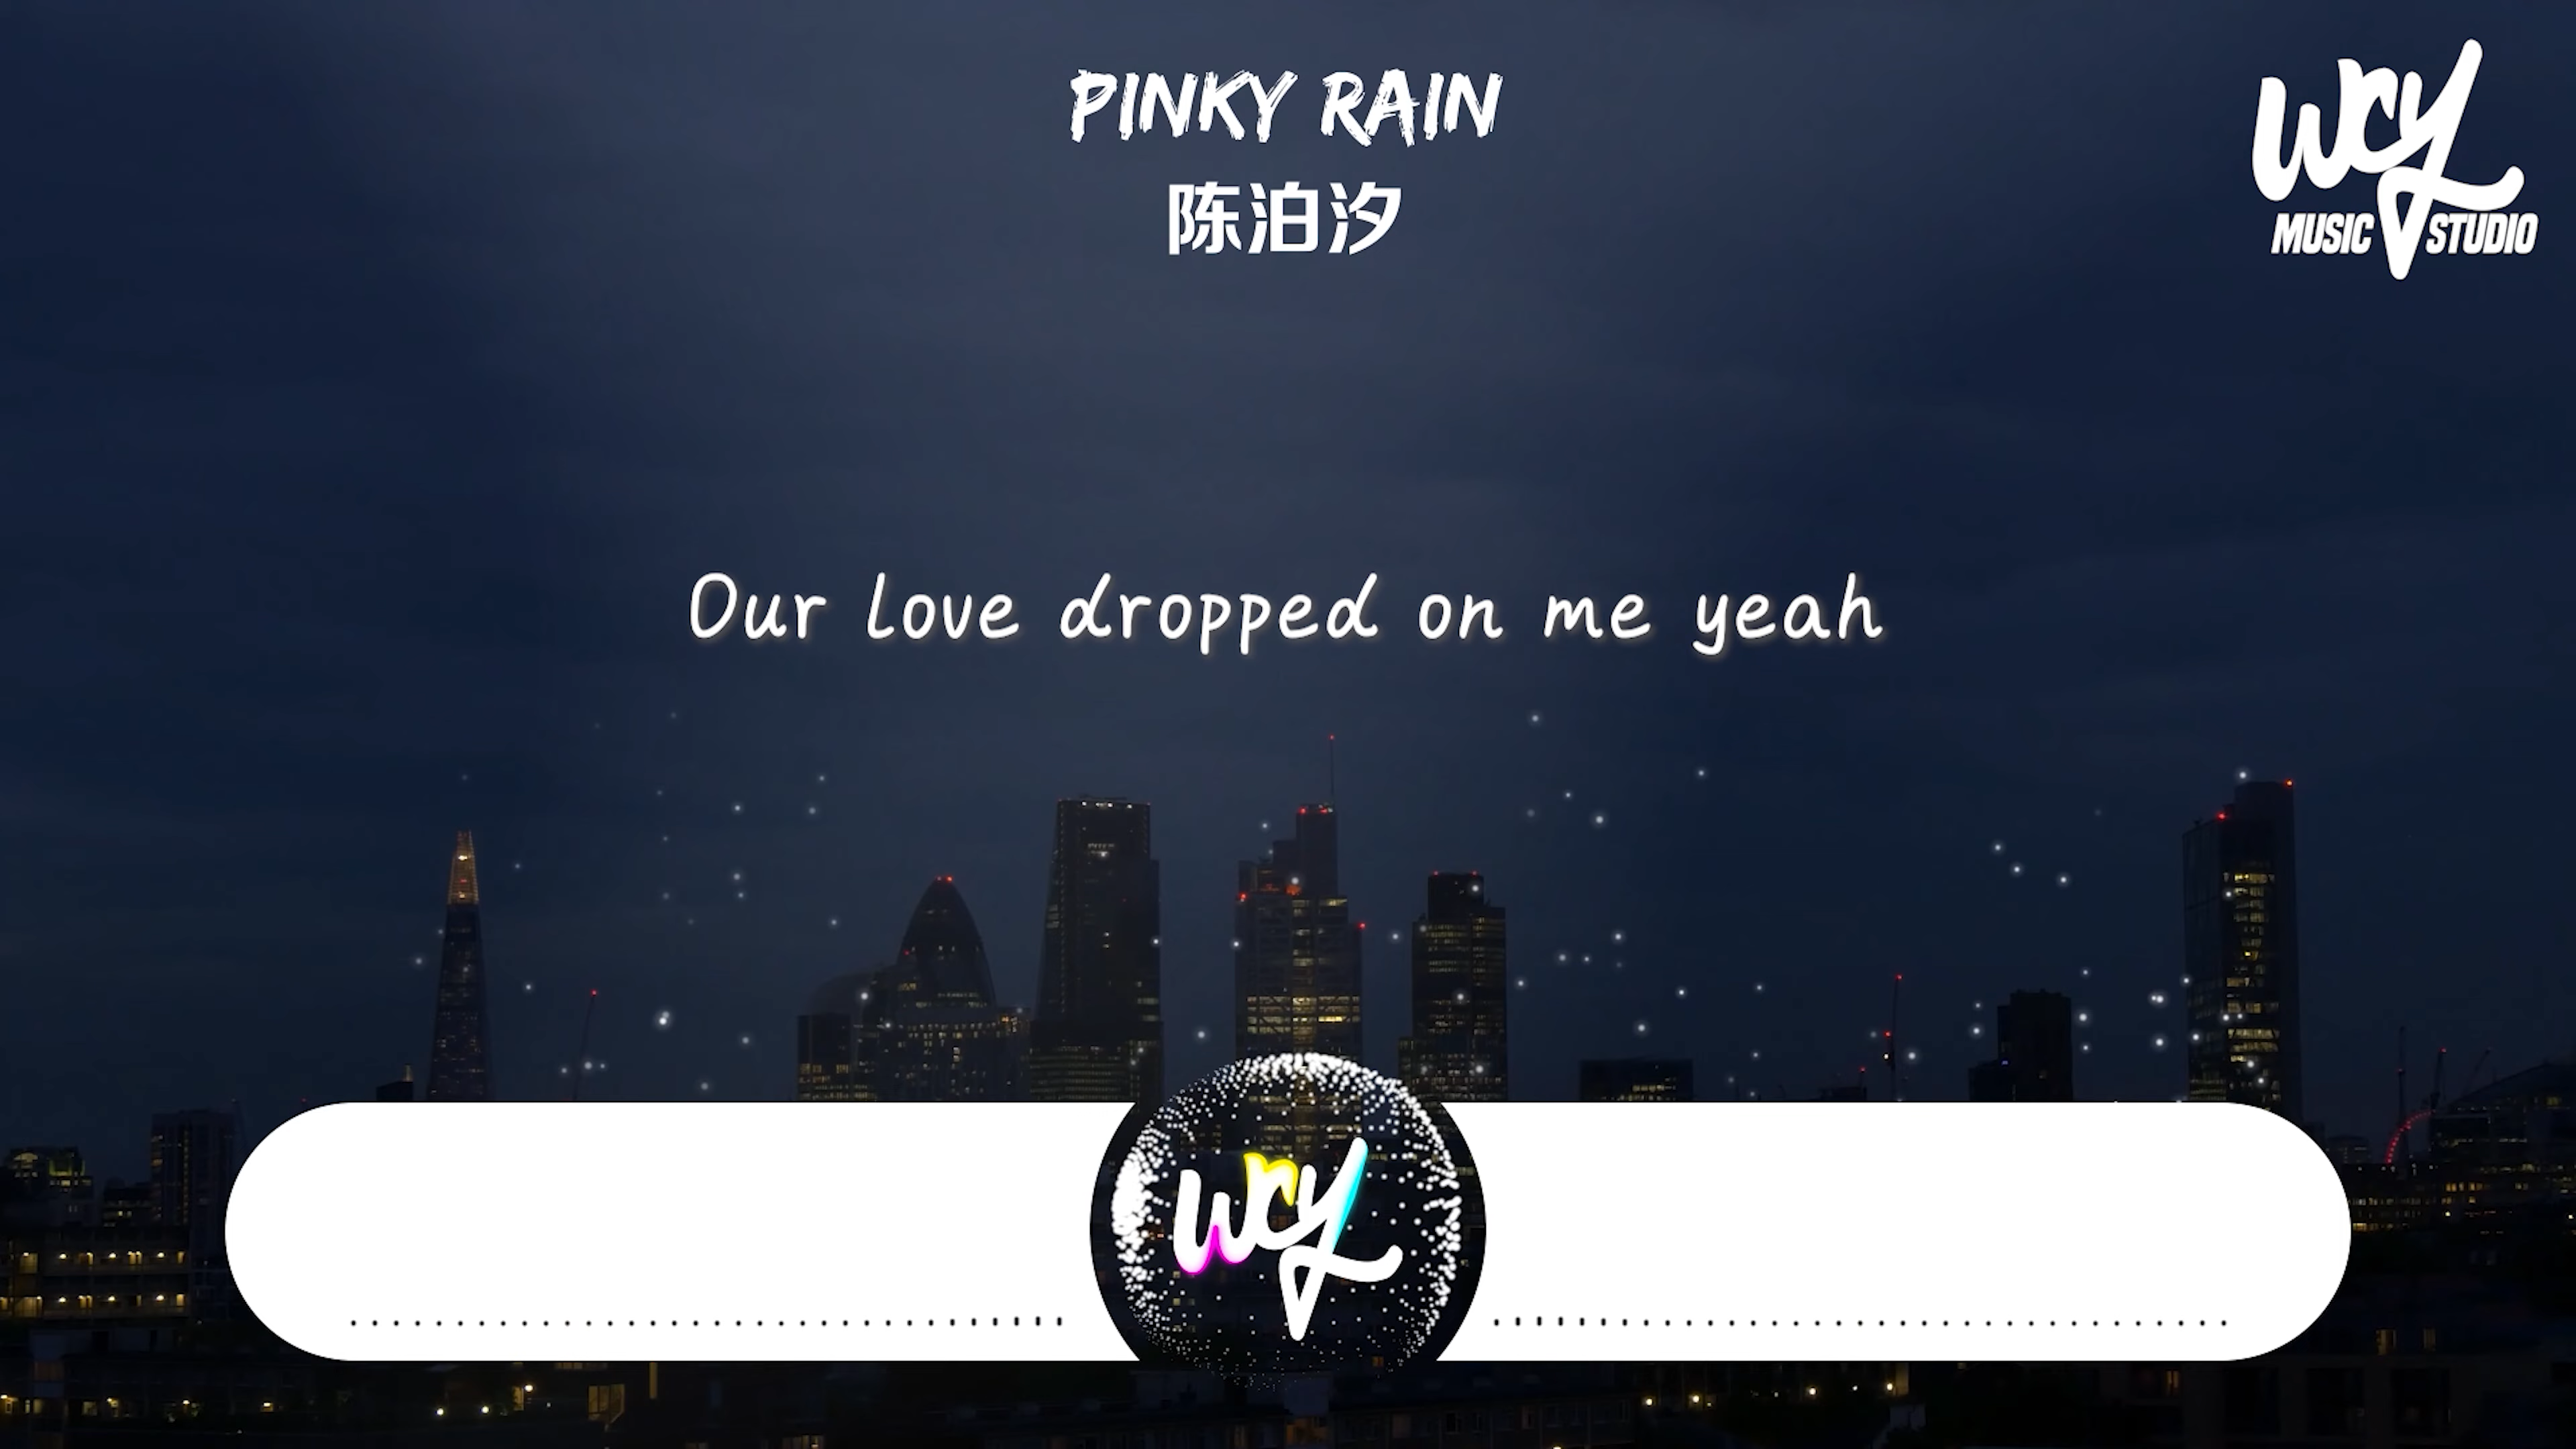 PINKY RAIN
陈泊汐
WCY
MUSIC STUDIO
Our love dropped on me yeah
WCY